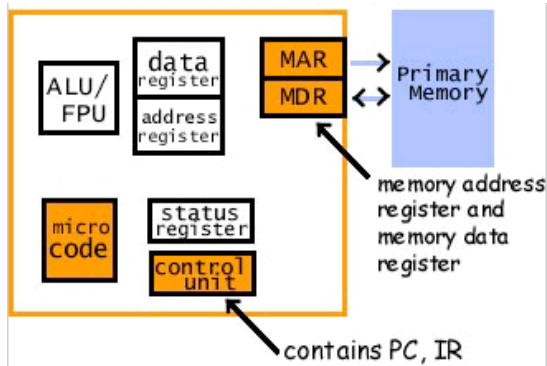 ALU/
FPU
data
register
address
register
MAR
MDR
Primary
Memory
memory address
register and
memory data
register
micro
code
status
register
control
unit
contains PC, IR